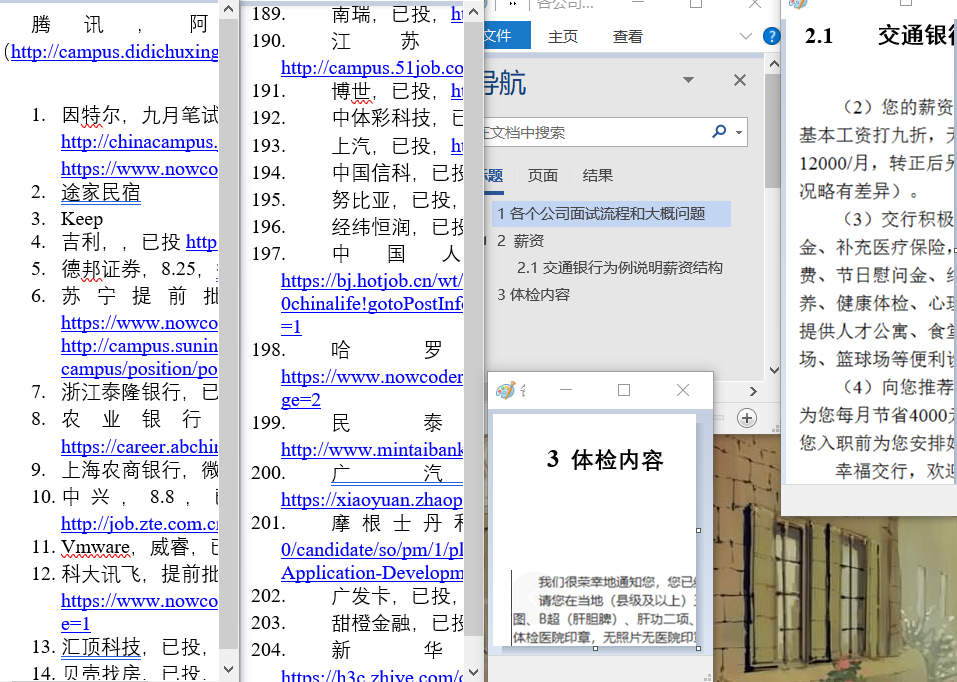 腾 讯 ， 阿
(http://campus.didichuxing
1. 因特尔，九月笔试
http://chinacampus.
https://www.nowco
2. 途家民宿
3. Keep
4. 吉利，，已投 http
5. 德邦证券，8.25，
6. 苏 宁 提 前 批
https://www.nowco
http://campus.sunin
campus/position/po
7. 浙江泰隆银行，已
8. 农 业 银 行
https://career.abchin
9. 上海农商银行，微
10. 中 兴 ， 8.8 ，
http://job.zte.com.cn
11. Vmware，威睿，已
12. 科大讯飞，提前批
https://www.nowco
e=1
13. 汇顶科技，已投，
14. 贝壳找房，已投，
189. 南瑞，已投，ht
190. 江 苏
http://campus.51job.co
191. 博世，已投，ht
192. 中体彩科技，已
193. 上汽，已投，ht
194. 中国信科，已投
195. 努比亚，已投，
196. 经纬恒润，已投
197. 中 国 人
https://bj.hotjob.cn/wt/
0chinalife!gotoPostInfo
=1
198. 哈 罗
https://www.nowcoder
ge=2
199. 民 泰
http://www.mintaibank
200. 广 汽
https://xiaoyuan.zhaop
201. 摩 根 士 丹 利
0/candidate/so/pm/1/pl
Application-Developm
202. 广发卡，已投，
203. 甜橙金融，已投
204. 新 华
https://h3c.zhiye.com/c
各公司...
文件 主页 查看
导航
在文档中搜索
标题 页面 结果
1 各个公司面试流程和大概问题
2 薪资
2.1 交通银行为例说明薪资结构
3 体检内容
3 体检内容
我们很荣幸地通知您，您已经
请您在当地（县级及以上）三
图、B超（肝胆脾）、肝功二项、
体检医院印章，无照片无医院印章
2.1 交通银行
（2）您的薪资
基本工资打九折，无
12000/月，转正后另
况略有差异）。
（3）交行积极
金、补充医疗保险，
费、节日慰问金、结
养、健康体检、心理
提供人才公寓、食堂
场、篮球场等便利设
（4）向您推荐
为您每月节省4000元
您入职前为您安排如
幸福交行，欢迎